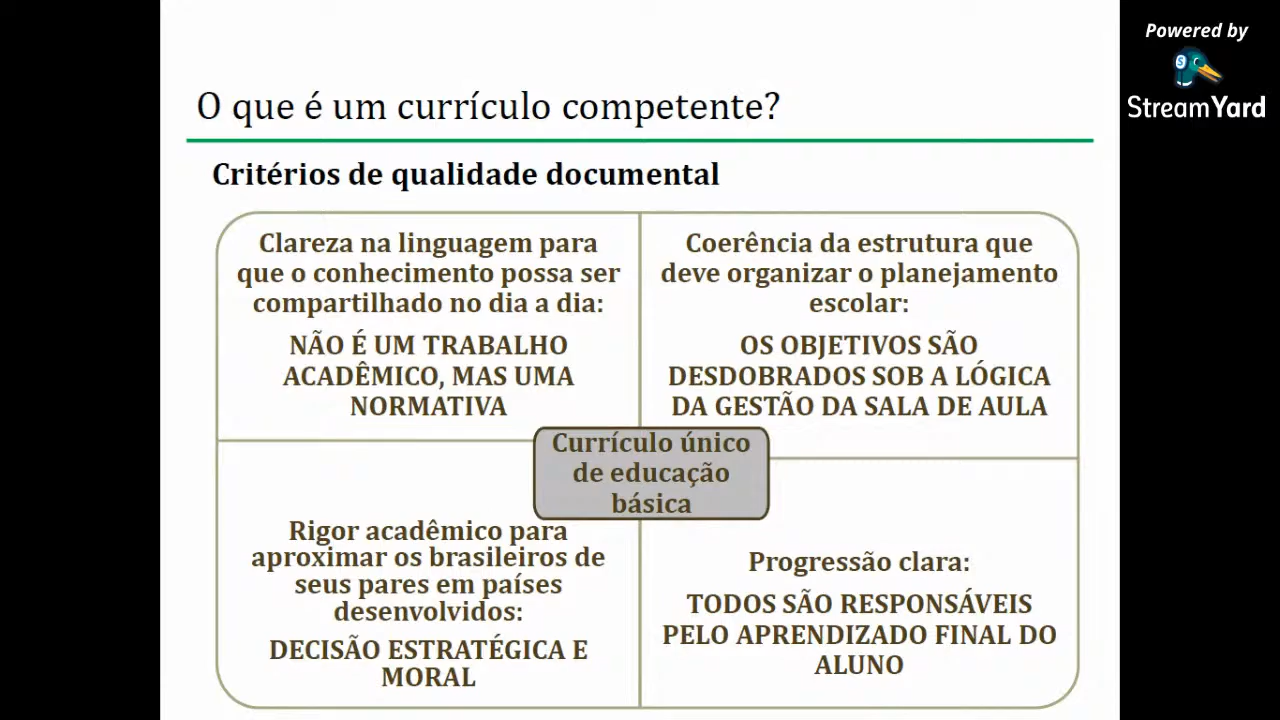 Powered by
StreamYard
O que é um currículo competente?
Critérios de qualidade documental
Clareza na linguagem para
que o conhecimento possa ser
compartilhado no dia a dia:
NÃO É UM TRABALHO
ACADÊMICO, MAS UMA
NORMATIVA
Coerência da estrutura que
deve organizar o planejamento
escolar:
OS OBJETIVOS SÃO
DESDOBRADOS SOB A LÓGICA
DA GESTÃO DA SALA DE AULA
Currículo único
de educação
básica
Rigor acadêmico para
aproximar os brasileiros de
seus pares em países
desenvolvidos:
DECISÃO ESTRATÉGICA E
MORAL
Progressão clara:
TODOS SÃO RESPONSÁVEIS
PELO APRENDIZADO FINAL DO
ALUNO